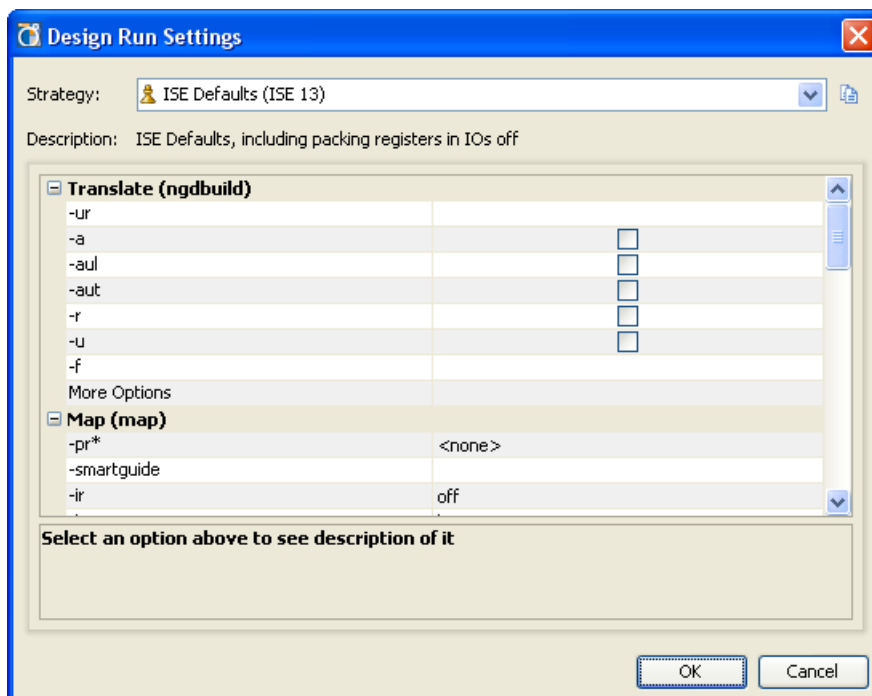 Design Run Settings
Strategy: ISE Defaults (ISE 13)
Description: ISE Defaults, including packing registers in IOs off
Translate (ngdbuild)
-ur
-a
-aul
-aut
-r
-u
-f
More Options
Map (map)
-pr* <none>
-smartguide
-ir off
Select an option above to see description of it
OK Cancel